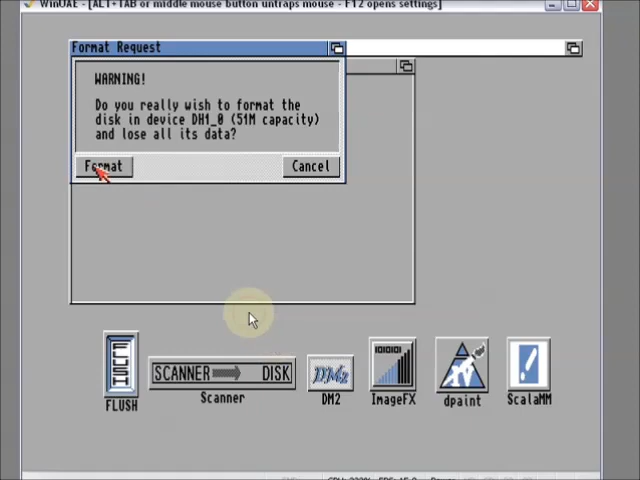 WinUAE - [ALT+TAB or middle mouse button untraps mouse - F12 opens settings]
Format Request
WARNING!
Do you really wish to format the
disk in device DH1_0 (51M capacity)
and lose all its data?
Format
Cancel
FLUSH
SCANNER DISK
DM2
FLUSH
Scanner
DM2
ImageFX
dpaint
ScalaMM